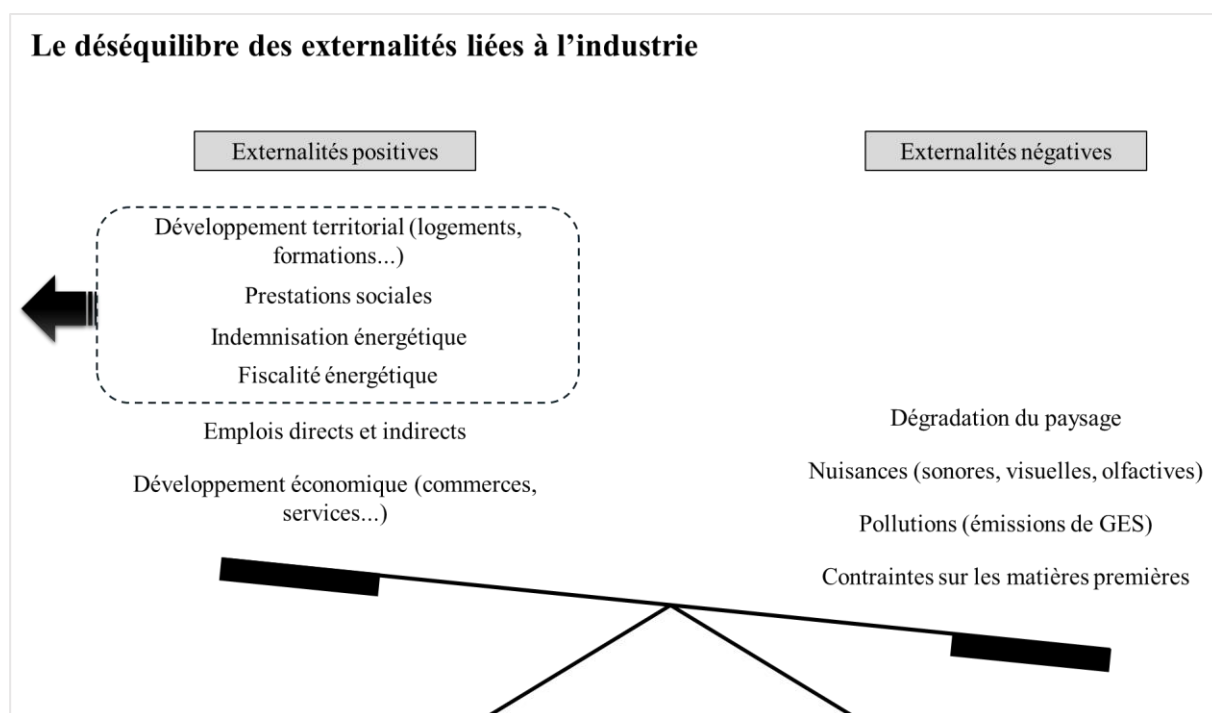 Le déséquilibre des externalités liées à l’industrie
Externalités positives
Développement territorial (logements,
formations...)
Prestations sociales
Indemnisation énergétique
Fiscalité énergétique
Emplois directs et indirects
Développement économique (commerces,
services...)
Externalités négatives
Dégradation du paysage
Nuisances (sonores, visuelles, olfactives)
Pollutions (émissions de GES)
Contraintes sur les matières premières